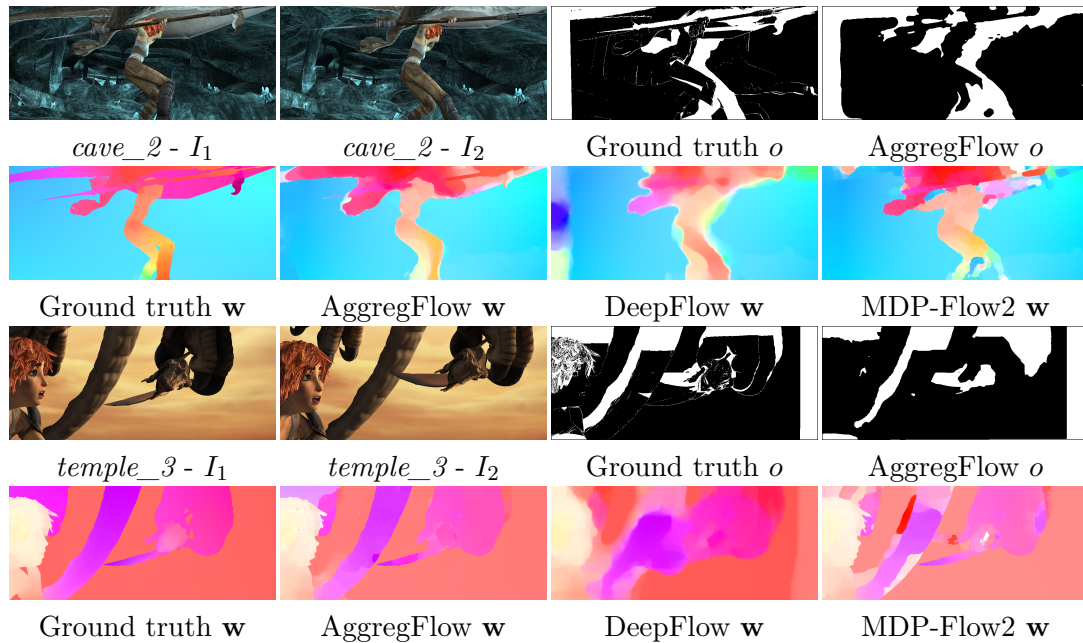 cave_2 - I1 cave_2 - I2 Ground truth o AggregFlow o
Ground truth w AggregFlow w DeepFlow w MDP-Flow2 w
temple_3 - I1 temple_3 - I2 Ground truth o AggregFlow o
Ground truth w AggregFlow w DeepFlow w MDP-Flow2 w